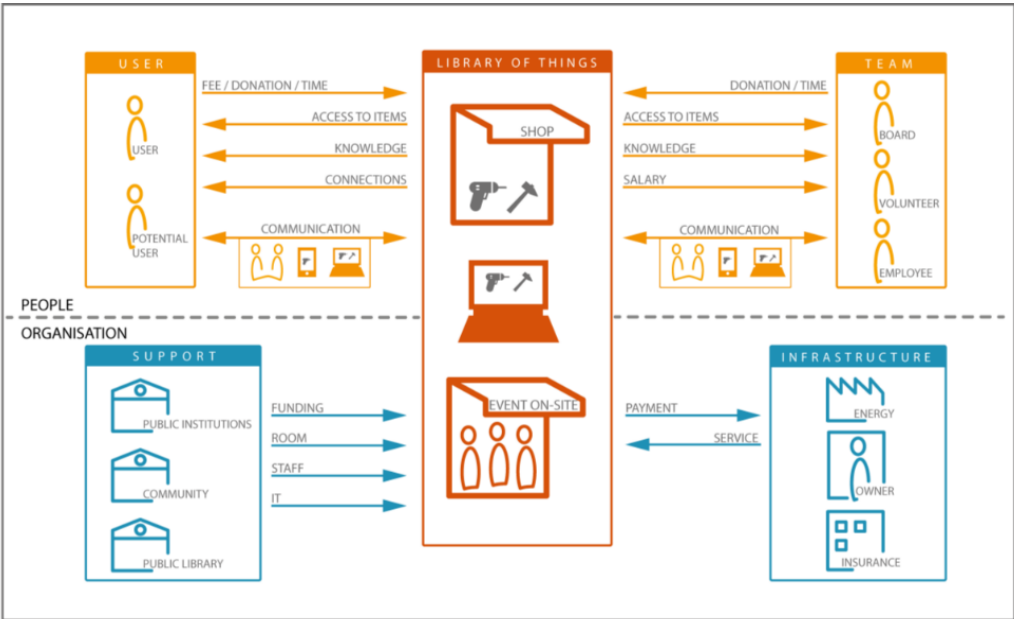 USER
FEE / DONATION / TIME
ACCESS TO ITEMS
KNOWLEDGE
CONNECTIONS
COMMUNICATION
USER
POTENTIAL
USER
LIBRARY OF THINGS
SHOP
EVENT ON-SITE
TEAM
DONATION / TIME
ACCESS TO ITEMS
KNOWLEDGE
SALARY
COMMUNICATION
BOARD
VOLUNTEER
EMPLOYEE
PEOPLE
ORGANISATION
SUPPORT
PUBLIC INSTITUTIONS
COMMUNITY
PUBLIC LIBRARY
FUNDING
ROOM
STAFF
IT
PAYMENT
SERVICE
INFRASTRUCTURE
ENERGY
OWNER
INSURANCE